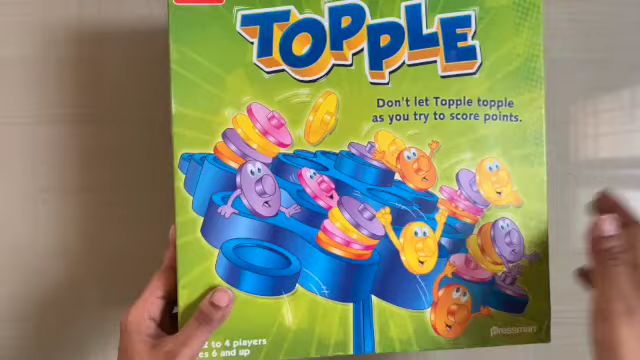 TOPPLE
Don't let Topple topple
as you try to score points.
2 to 4 players
es 6 and up
Pressman